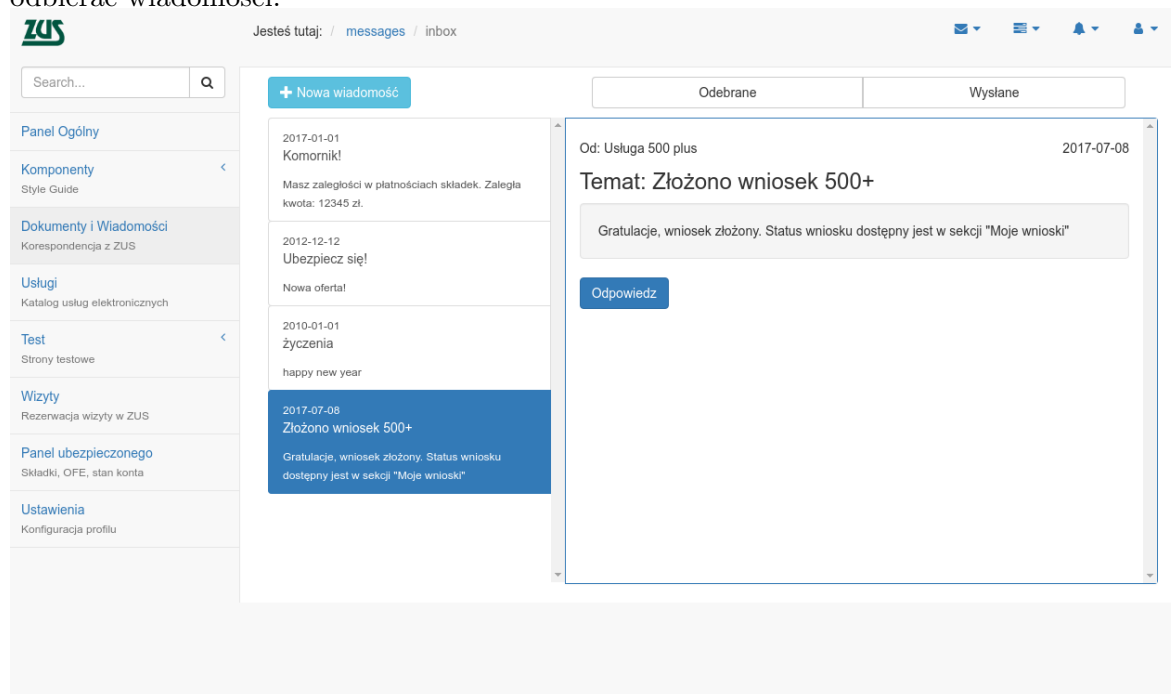 odbierać wiadomości.
ZUS
Jesteś tutaj: / messages / inbox
Search...
Nowa wiadomość
Odebrane
Wysłane
Panel Ogólny
Komponenty
Style Guide
Dokumenty i Wiadomości
Korespondencja z ZUS
Usługi
Katalog usług elektronicznych
Test
Strony testowe
Wizyty
Rezerwacja wizyty w ZUS
Panel ubezpieczonego
Składki, OFE, stan konta
Ustawienia
Konfiguracja profilu
2017-01-01
Komornik!
Masz zaległości w płatnościach składek. Zaległa
kwota: 12345 zł.
2012-12-12
Ubezpiecz się!
Nowa oferta!
2010-01-01
życzenia
happy new year
2017-07-08
Złożono wniosek 500+
Gratulacje, wniosek złożony. Status wniosku
dostępny jest w sekcji "Moje wnioski"
Od: Usługa 500 plus
2017-07-08
Temat: Złożono wniosek 500+
Gratulacje, wniosek złożony. Status wniosku dostępny jest w sekcji "Moje wnioski"
Odpowiedz